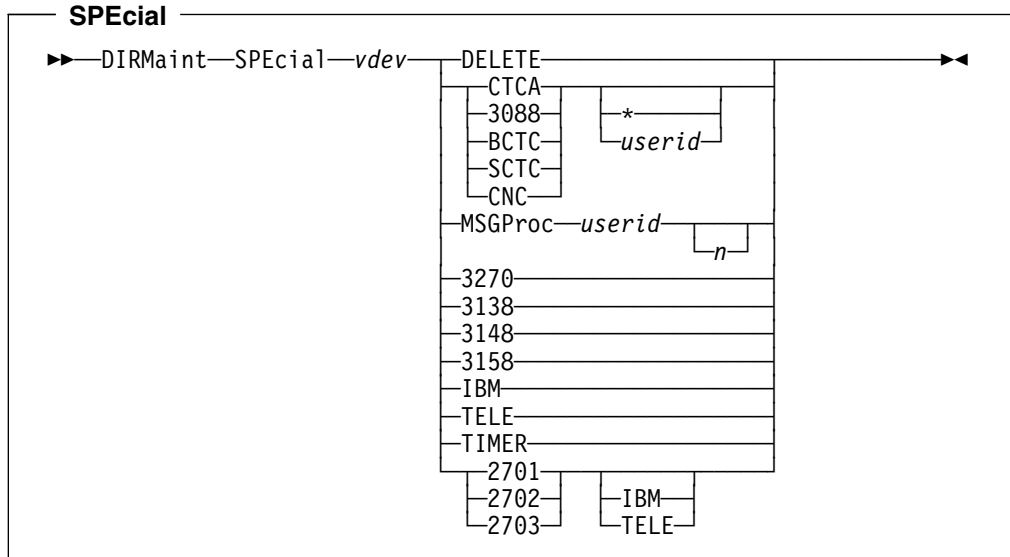 SPEcial
DIRMaint SPEcial vdev DELETE
CTCA
3088 *
BCTC userid
SCTC
CNC
MSGProc userid
n
3270
3138
3148
3158
IBM
TELE
TIMER
2701
2702 IBM
2703 TELE